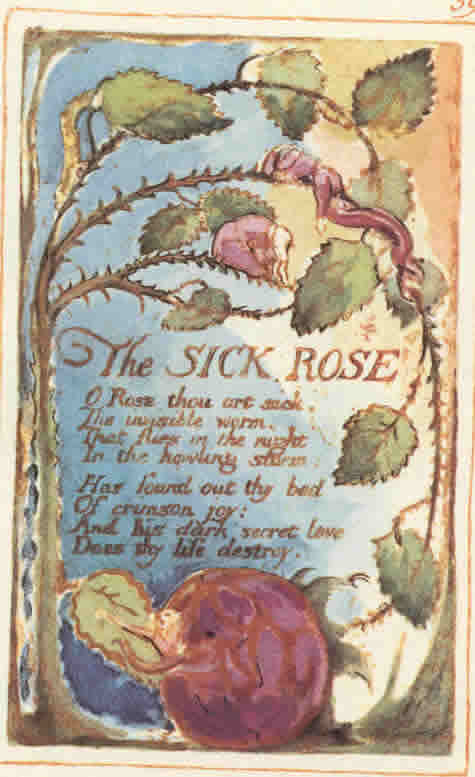 39
The SICK ROSE
O Rose thou art sick.
The invisible worm.
That flies in the night
In the howling storm:
Has found out thy bed
Of crimson joy:
And his dark secret love
Does thy life destroy.